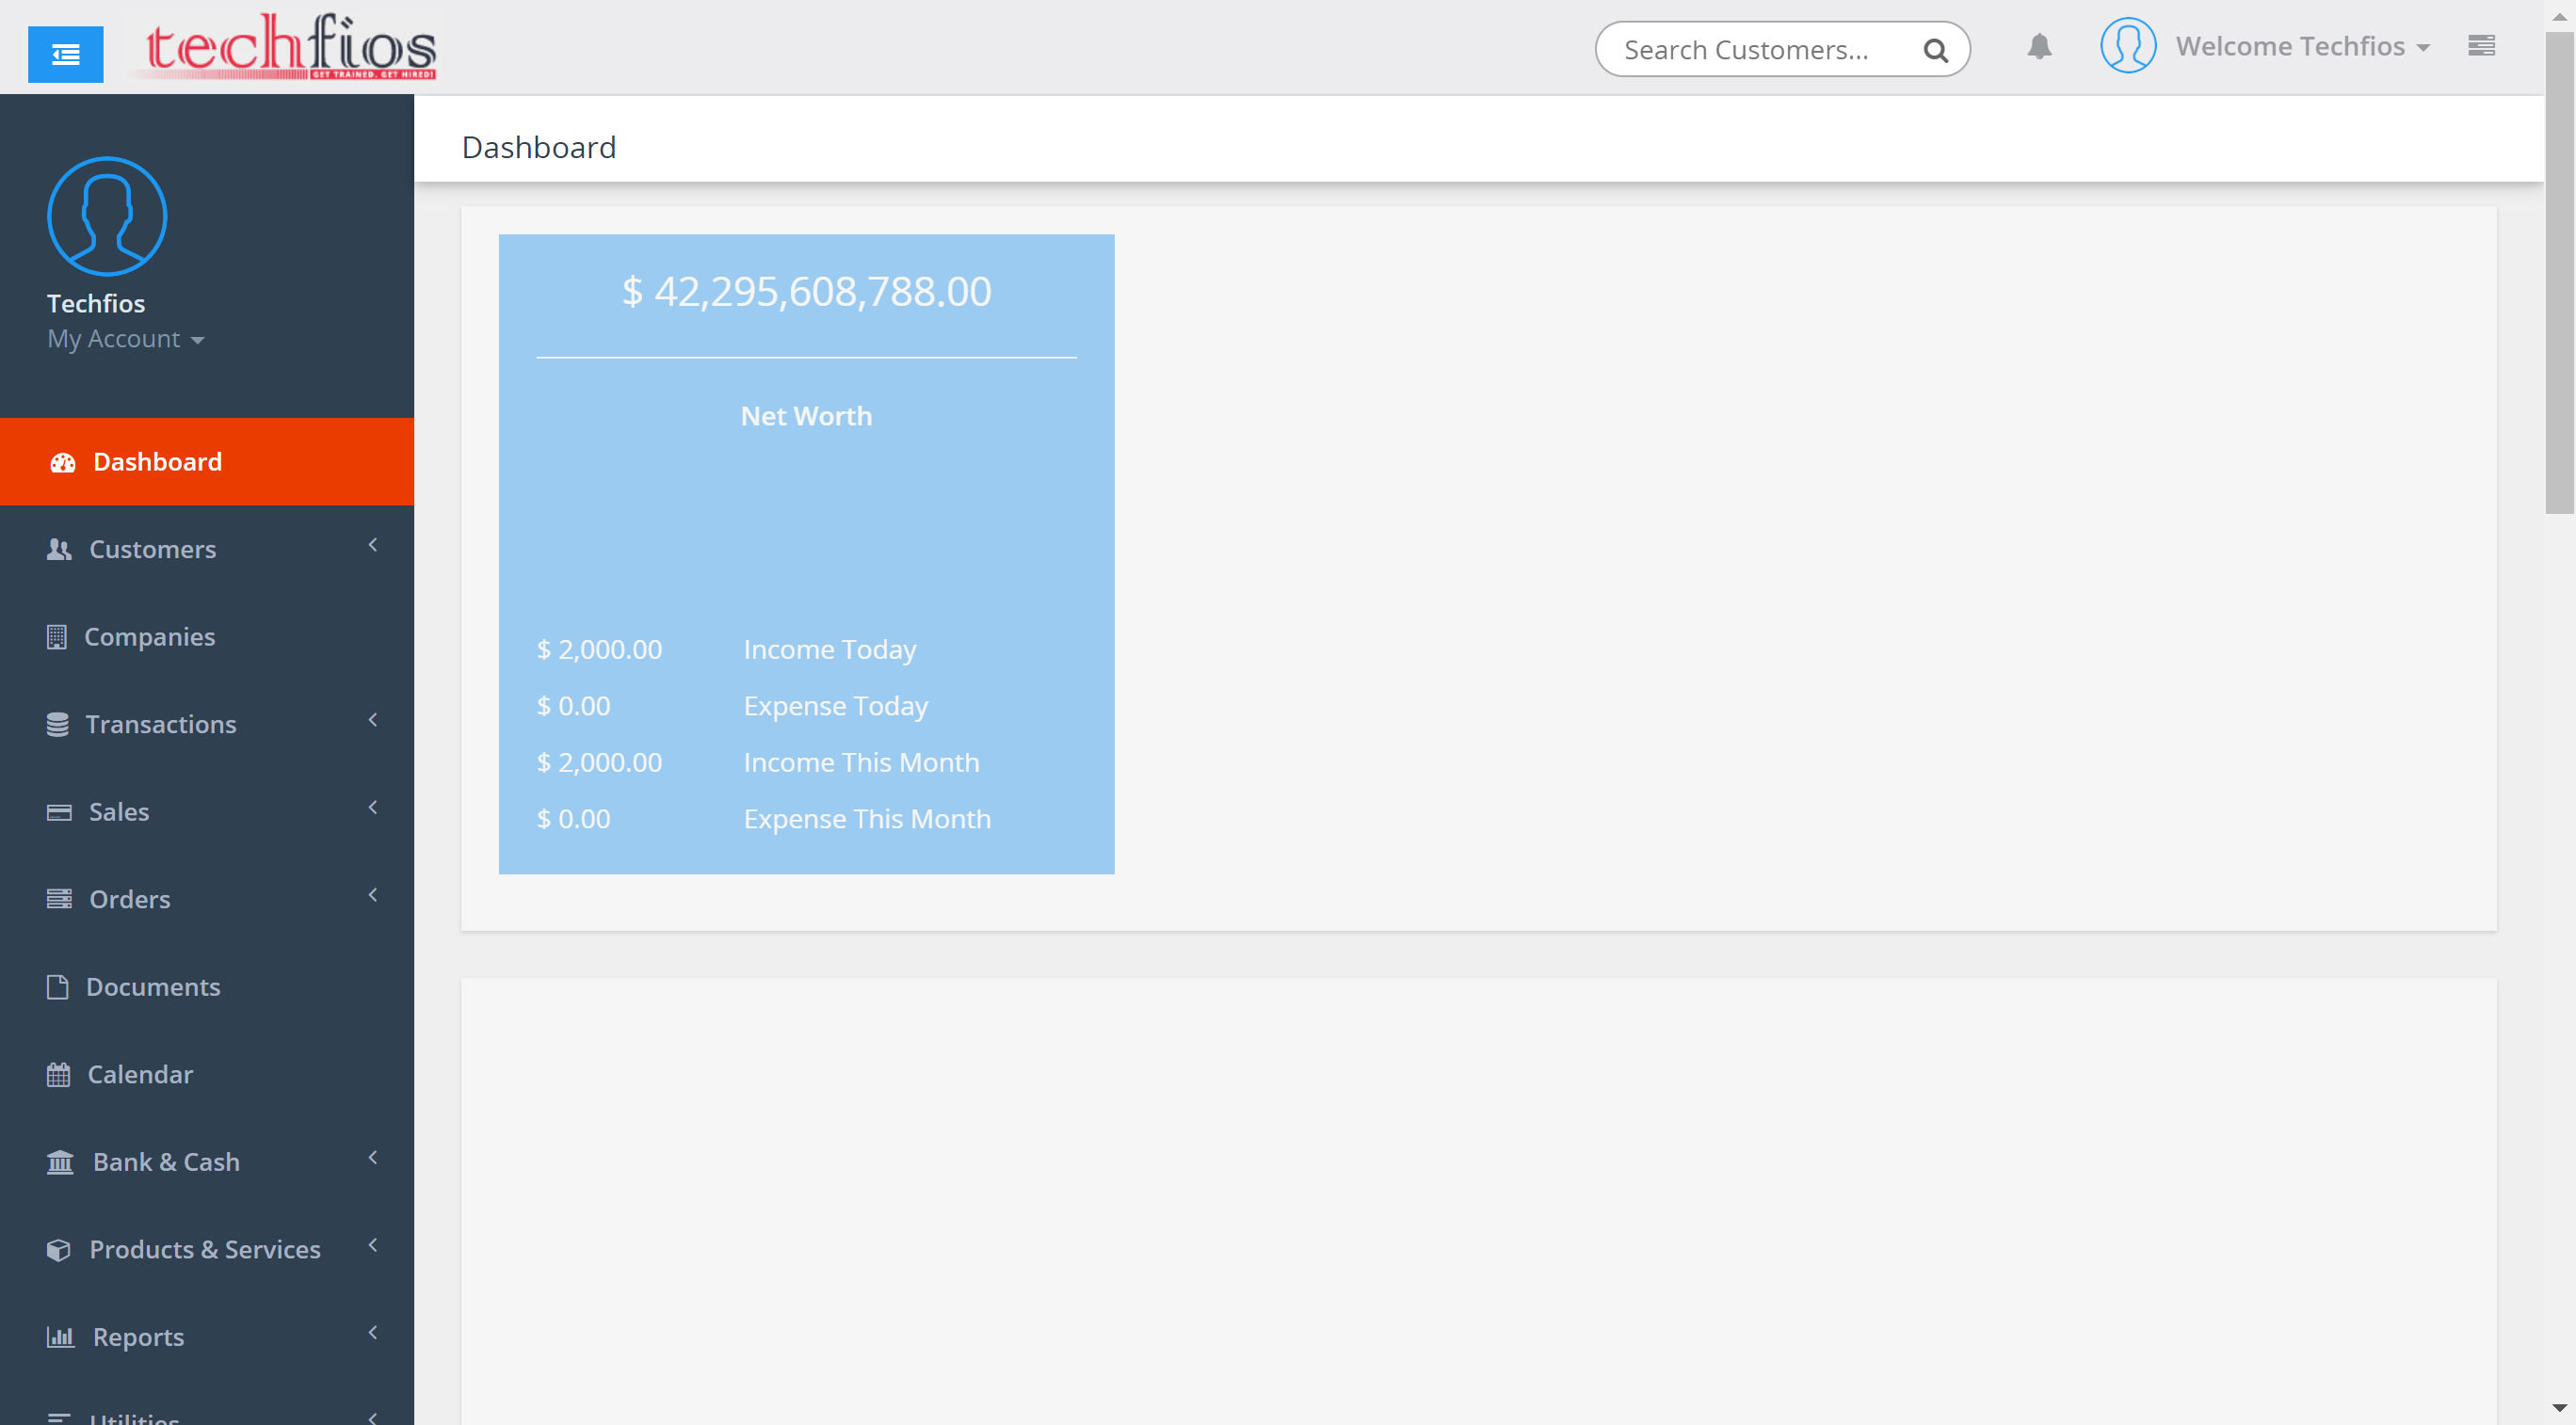 techfios
GET TRAINED. GET HIRED!
Search Customers...
Welcome Techfios
Techfios
My Account
Dashboard
Customers
Companies
Transactions
Sales
Orders
Documents
Calendar
Bank & Cash
Products & Services
Reports
Utilities
Dashboard
$ 42,295,608,788.00
Net Worth
$ 2,000.00 Income Today
$ 0.00 Expense Today
$ 2,000.00 Income This Month
$ 0.00 Expense This Month